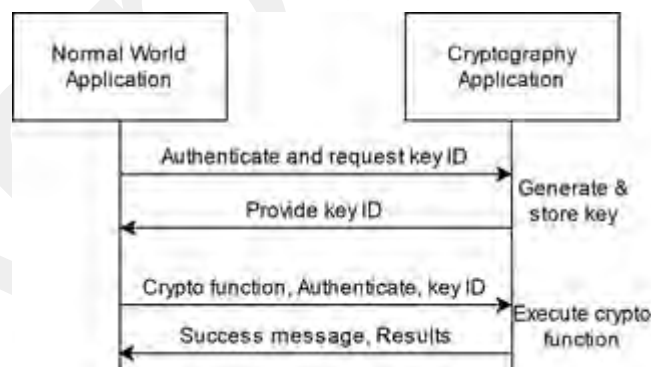 Normal World
Application
Cryptography
Application
Authenticate and request key ID
Generate &
store key
Provide key ID
Crypto function, Authenticate, key ID
Execute crypto
function
Success message, Results